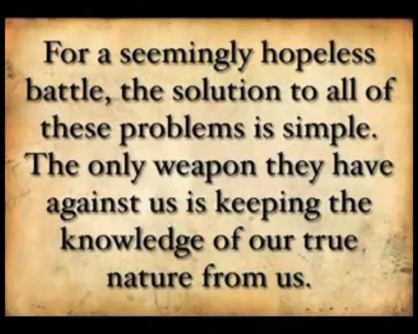 For a seemingly hopeless
battle, the solution to all of
these problems is simple.
The only weapon they have
against us is keeping the
knowledge of our true
nature from us.